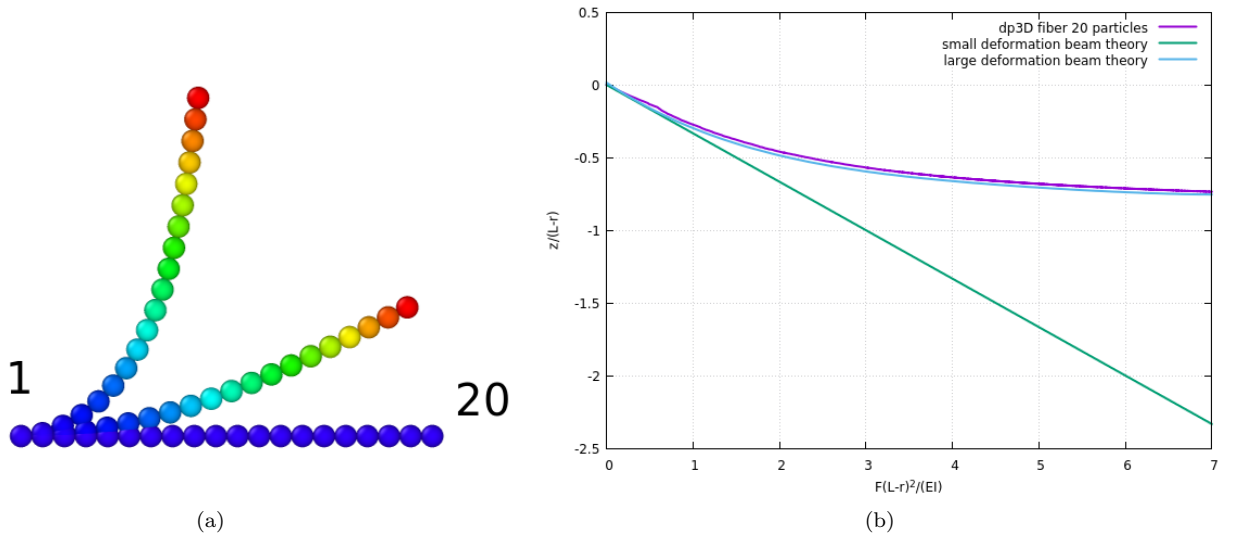 1
20
(a)
0.5
0
-0.5
-1
-1.5
-2
-2.5
z/(L-r)
dp3D fiber 20 particles
small deformation beam theory
large deformation beam theory
0 1 2 3 4 5 6 7
F(L-r)²/(EI)
(b)